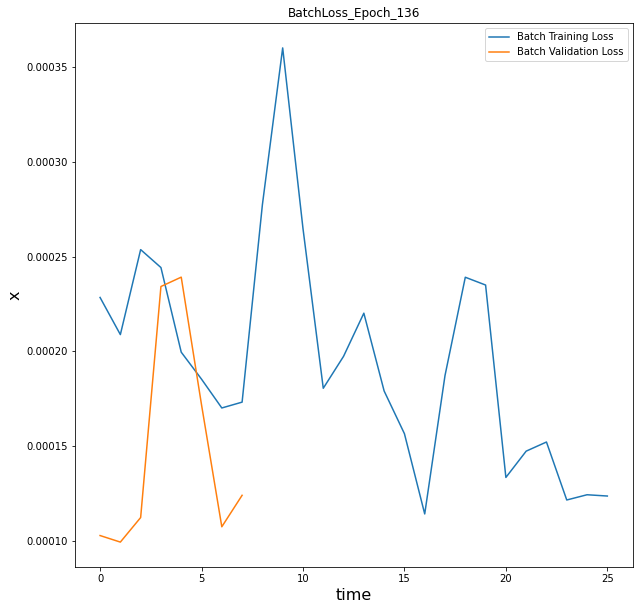 BatchLoss_Epoch_136
Batch Training Loss
Batch Validation Loss
0.00035
0.00030
0.00025
0.00020
0.00015
0.00010
x
0 5 10 15 20 25
time